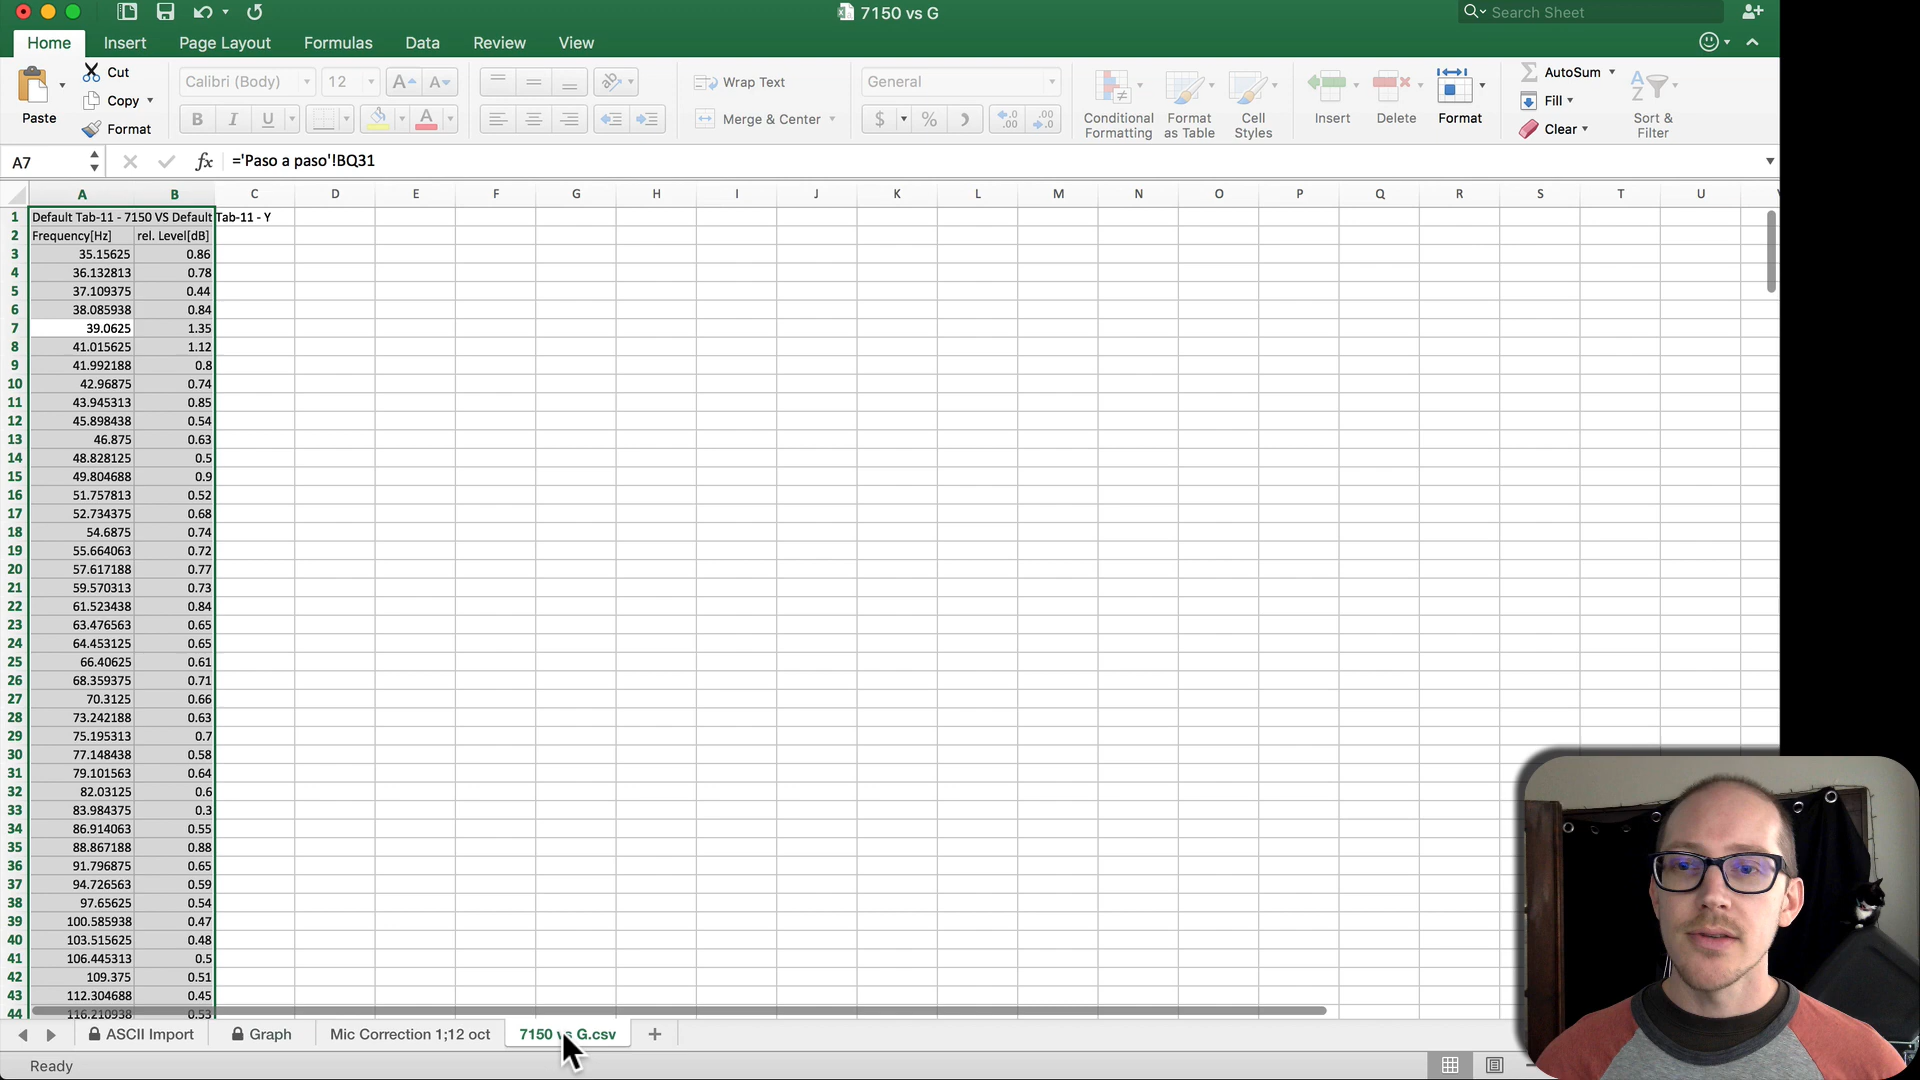 7150 vs G
Search Sheet
Home Insert Page Layout Formulas Data Review View
Paste
Cut
Copy
Format
Calibri (Body) 12 A A
B I U A
Wrap Text
Merge & Center
General
$ % .0 .00 .00 .0
Conditional Formatting
Format as Table
Cell Styles
Insert
Delete
Format
AutoSum
Fill
Clear
A Z
Sort & Filter
A7 fx ='Paso a paso'!BQ31
A B C D E F G H I J K L M N O P Q R S T U
1 Default Tab-11 - 7150 VS Default Tab-11 - Y
2 Frequency[Hz] rel. Level[dB]
3 35.15625 0.86
4 36.132813 0.78
5 37.109375 0.44
6 38.085938 0.84
7 39.0625 1.35
8 41.015625 1.12
9 41.992188 0.8
10 42.96875 0.74
11 43.945313 0.85
12 45.898438 0.54
13 46.875 0.63
14 48.828125 0.5
15 49.804688 0.9
16 51.757813 0.52
17 52.734375 0.68
18 54.6875 0.74
19 55.664063 0.72
20 57.617188 0.77
21 59.570313 0.73
22 61.523438 0.84
23 63.476563 0.65
24 64.453125 0.65
25 66.40625 0.61
26 68.359375 0.71
27 70.3125 0.66
28 73.242188 0.63
29 75.195313 0.7
30 77.148438 0.58
31 79.101563 0.64
32 82.03125 0.6
33 83.984375 0.3
34 86.914063 0.55
35 88.867188 0.88
36 91.796875 0.65
37 94.726563 0.59
38 97.65625 0.54
39 100.585938 0.47
40 103.515625 0.48
41 106.445313 0.5
42 109.375 0.51
43 112.304688 0.45
44 116.210938 0.53
ASCII Import Graph Mic Correction 1;12 oct 7150 vs G.csv +
Ready